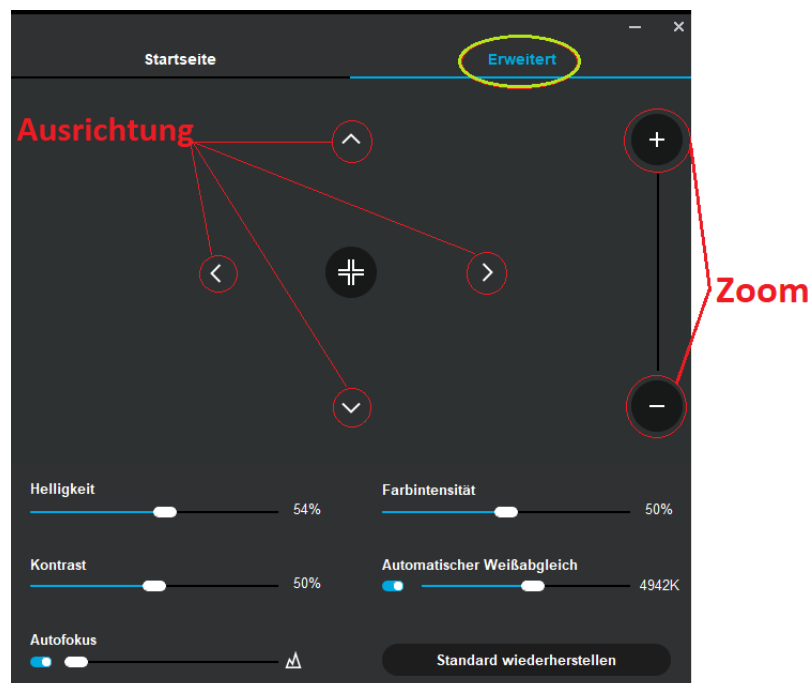 Startseite
Erweitert
Ausrichtung
Zoom
Helligkeit
54%
Farbintensität
50%
Kontrast
50%
Automatischer Weißabgleich
4942K
Autofokus
Standard wiederherstellen